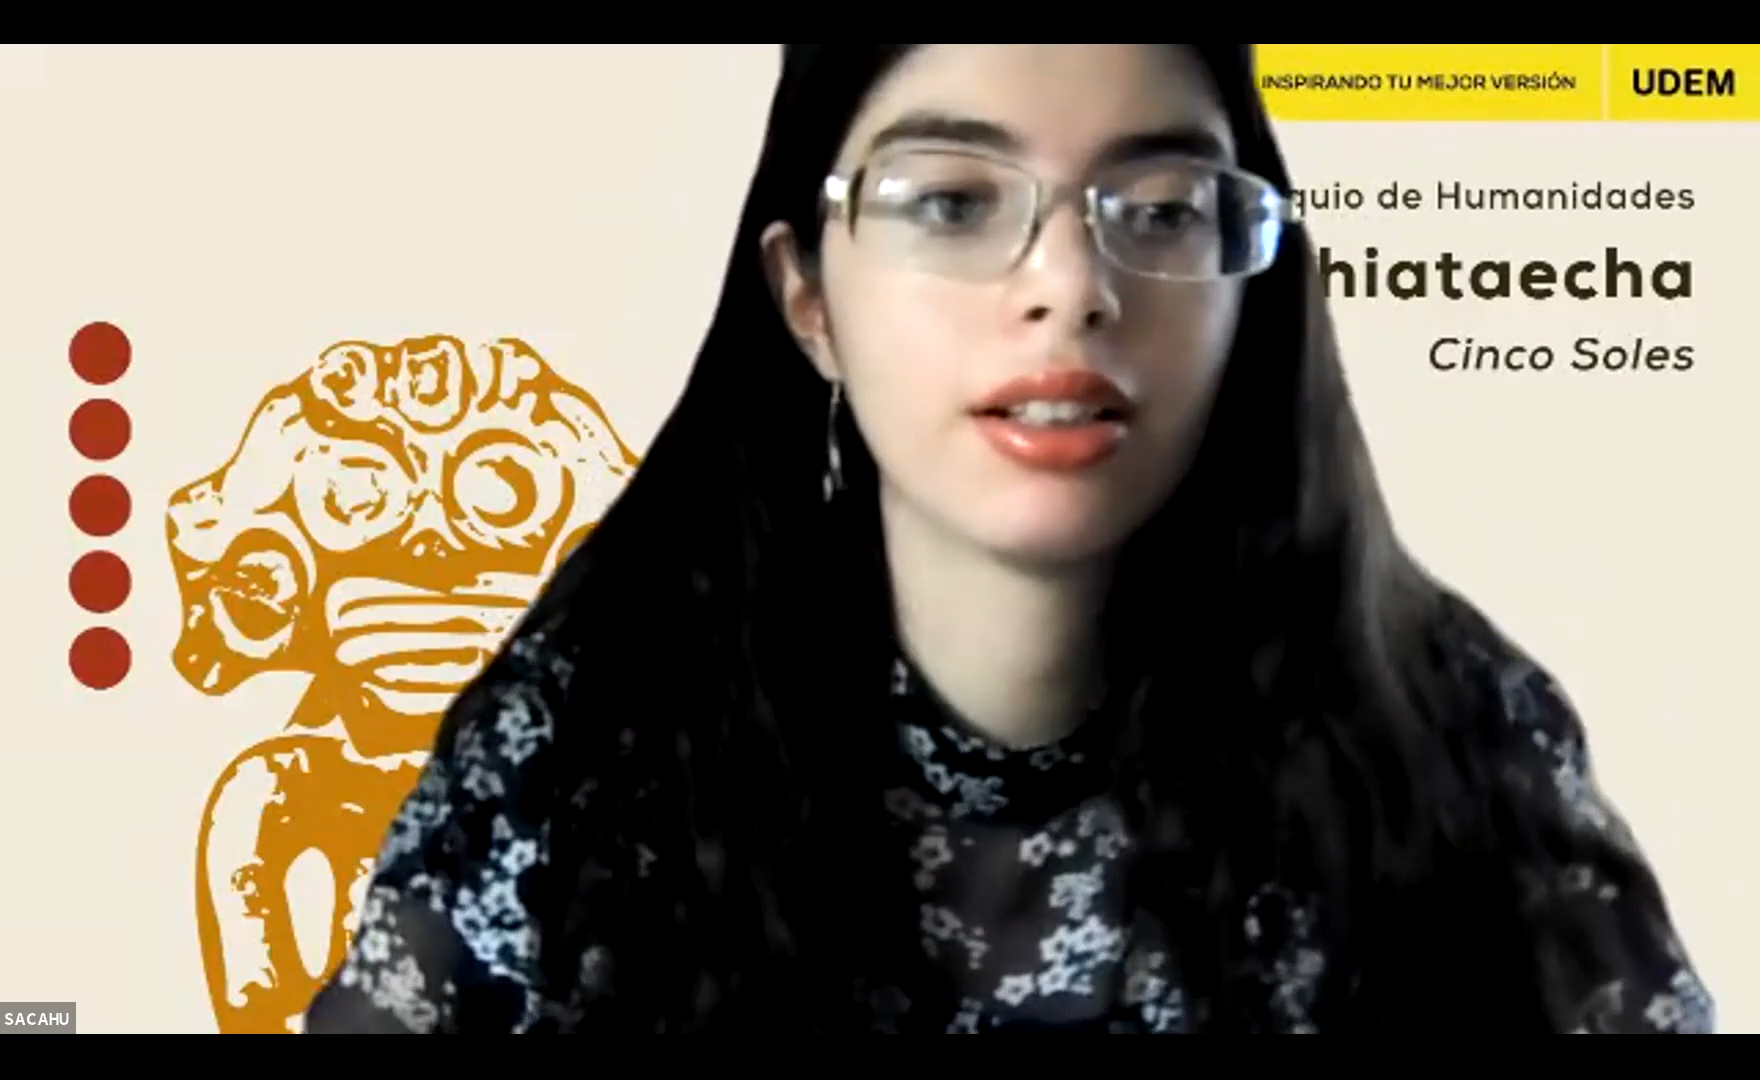 INSPIRANDO TU MEJOR VERSIÓN
UDEM
quio de Humanidades
hiataecha
Cinco Soles
SACAHU